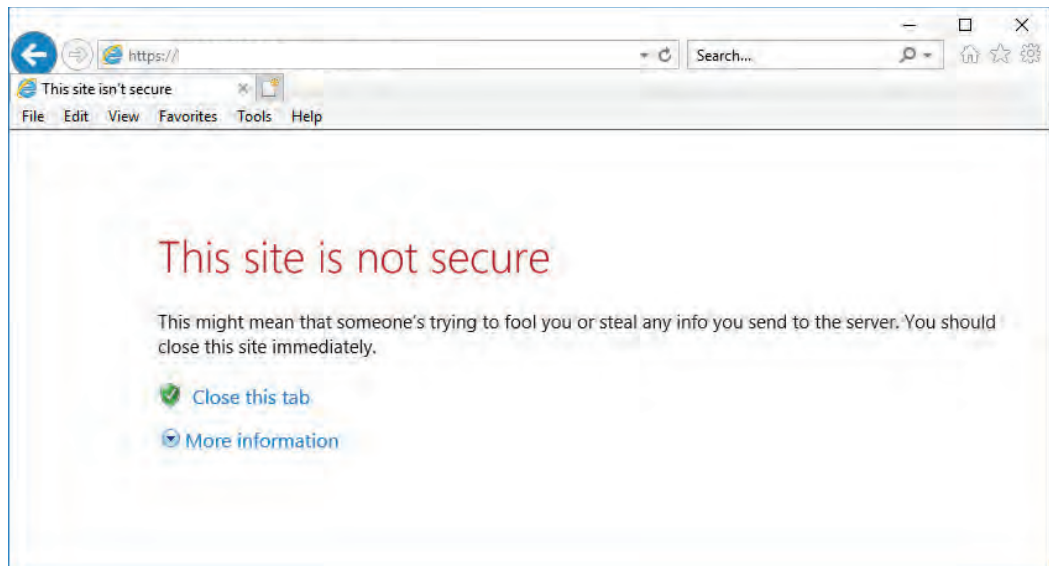 https://
Search...
This site isn't secure
File Edit View Favorites Tools Help
This site is not secure
This might mean that someone's trying to fool you or steal any info you send to the server. You should
close this site immediately.
Close this tab
More information